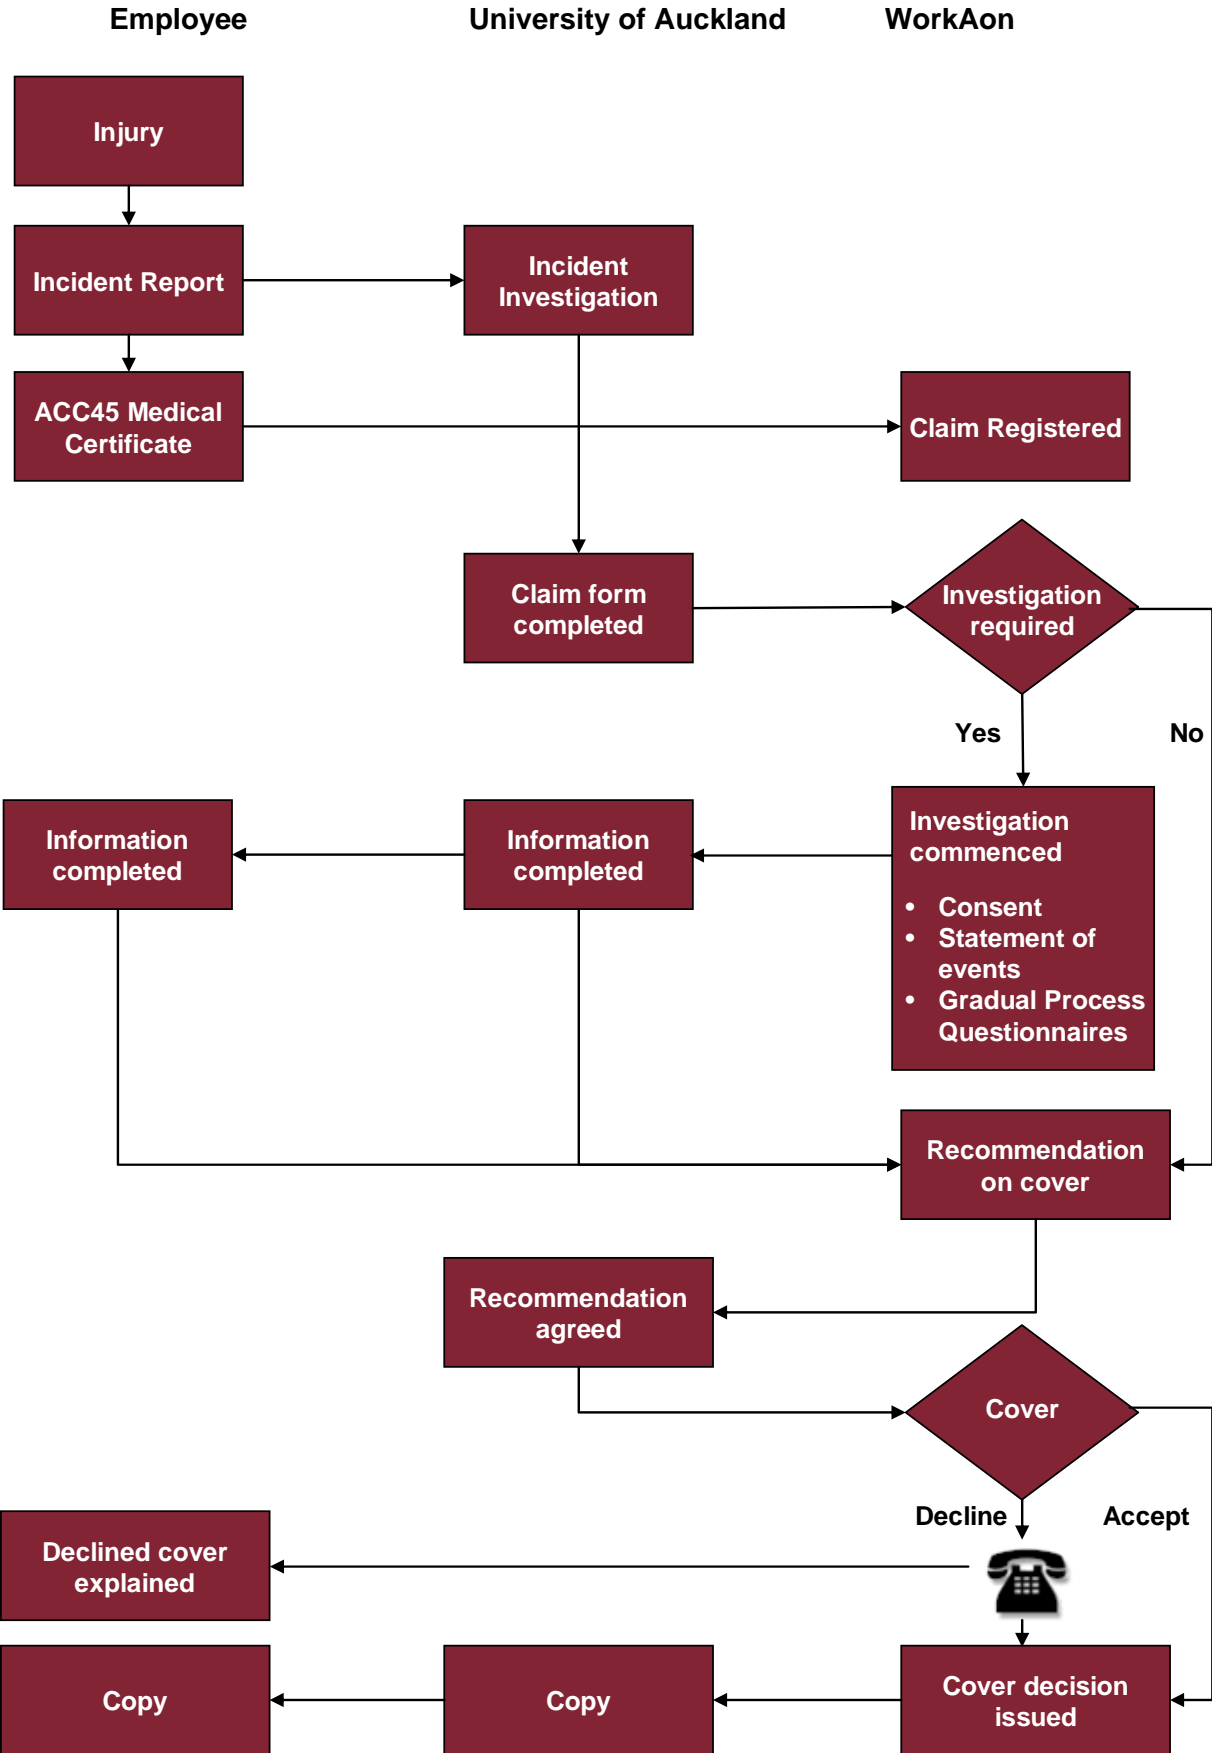 Employee
University of Auckland
WorkAon
Injury
Incident Report
Incident
Investigation
ACC45 Medical
Certificate
Claim Registered
Claim form
completed
Investigation
required
Yes
No
Information
completed
Information
completed
Investigation
commenced
• Consent
• Statement of
events
• Gradual Process
Questionnaires
Recommendation
on cover
Recommendation
agreed
Cover
Decline
Accept
Declined cover
explained
Copy
Copy
Cover decision
issued